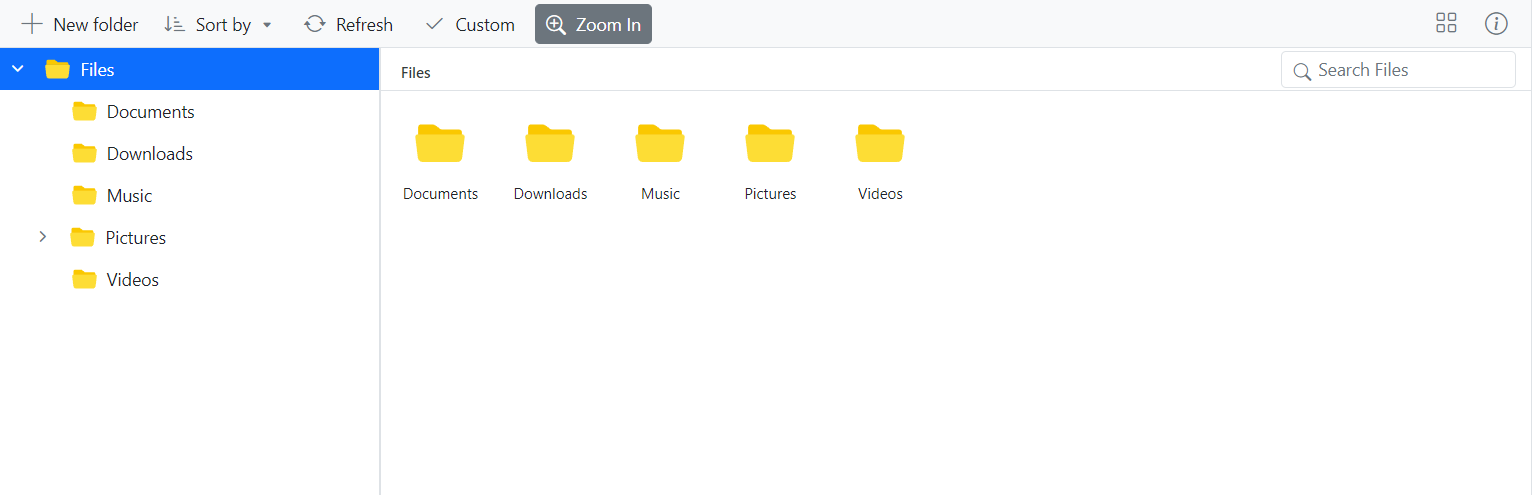 New folder Sort by Refresh Custom Zoom In
Files
Documents
Downloads
Music
Pictures
Videos
Files
Search Files
Documents Downloads Music Pictures Videos